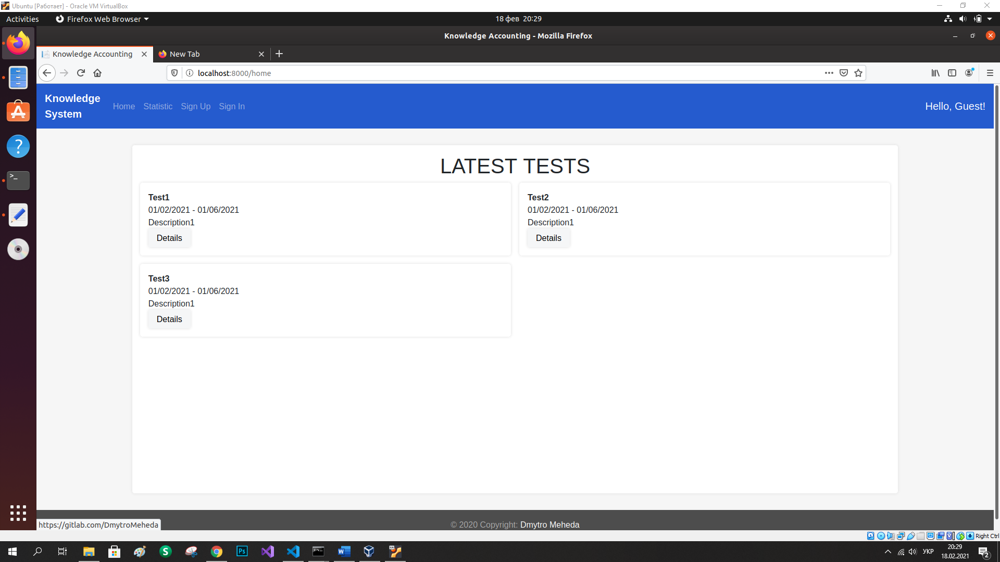 Ubuntu [Работает] - Oracle VM VirtualBox
Activities
Firefox Web Browser
18 фев 20:29
Knowledge Accounting - Mozilla Firefox
Knowledge Accounting
New Tab
localhost:8000/home
Knowledge System
Home
Statistic
Sign Up
Sign In
Hello, Guest!
LATEST TESTS
Test1
01/02/2021 - 01/06/2021
Description1
Details
Test2
01/02/2021 - 01/06/2021
Description1
Details
Test3
01/02/2021 - 01/06/2021
Description1
Details
https://gitlab.com/DmytroMeheda
© 2020 Copyright: Dmytro Meheda
Right Ctrl
S
Ps
W
УКР
20:29
18.02.2021
2